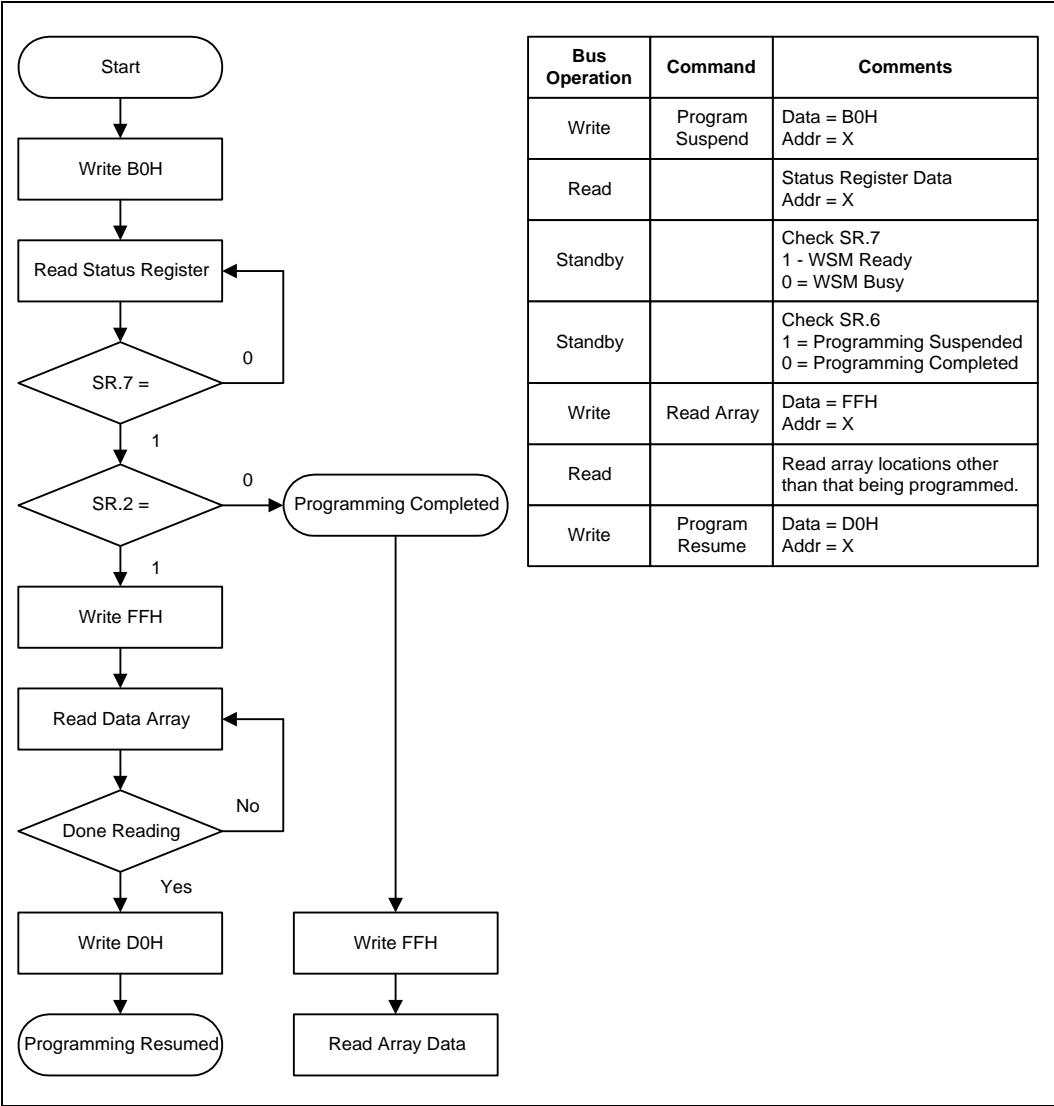 Start
Write B0H
Read Status Register
0
SR.7 =
1
0
SR.2 =
Programming Completed
1
Write FFH
Read Data Array
No
Done Reading
Yes
Write D0H
Write FFH
Programming Resumed
Read Array Data
Bus
Operation
Command
Comments
Write
Program
Suspend
Data = B0H
Addr = X
Read
Status Register Data
Addr = X
Standby
Check SR.7
1 - WSM Ready
0 = WSM Busy
Standby
Check SR.6
1 = Programming Suspended
0 = Programming Completed
Write
Read Array
Data = FFH
Addr = X
Read
Read array locations other
than that being programmed.
Write
Program
Resume
Data = D0H
Addr = X